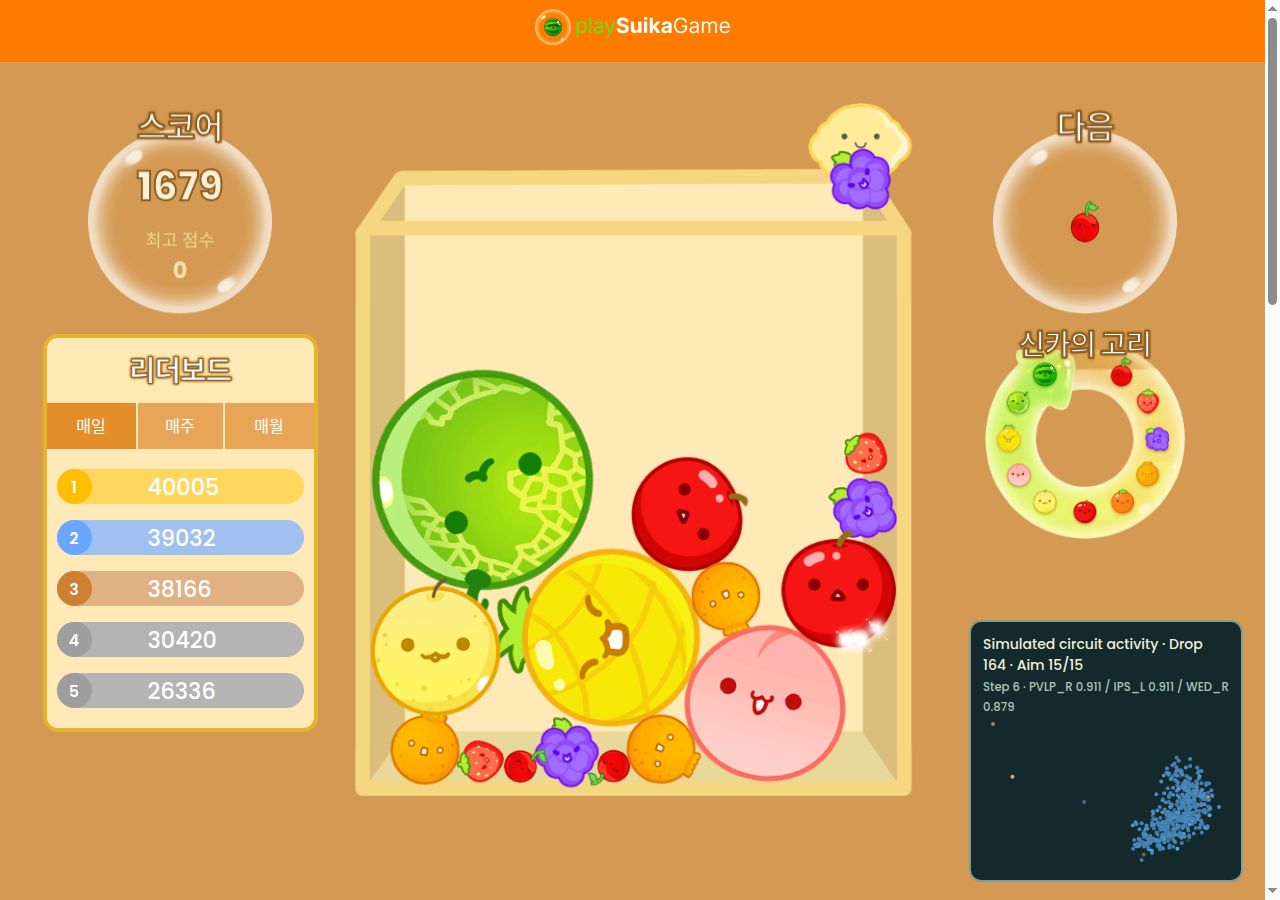 playSuikaGame
스코어
1679
최고 점수
0
다음
신카의 고리
리더보드
매일 매주 매월
1 40005
2 39032
3 38166
4 30420
5 26336
Simulated circuit activity · Drop
164 · Aim 15/15
Step 6 · PVLP_R 0.911 / IPS_L 0.911 / WED_R
0.879